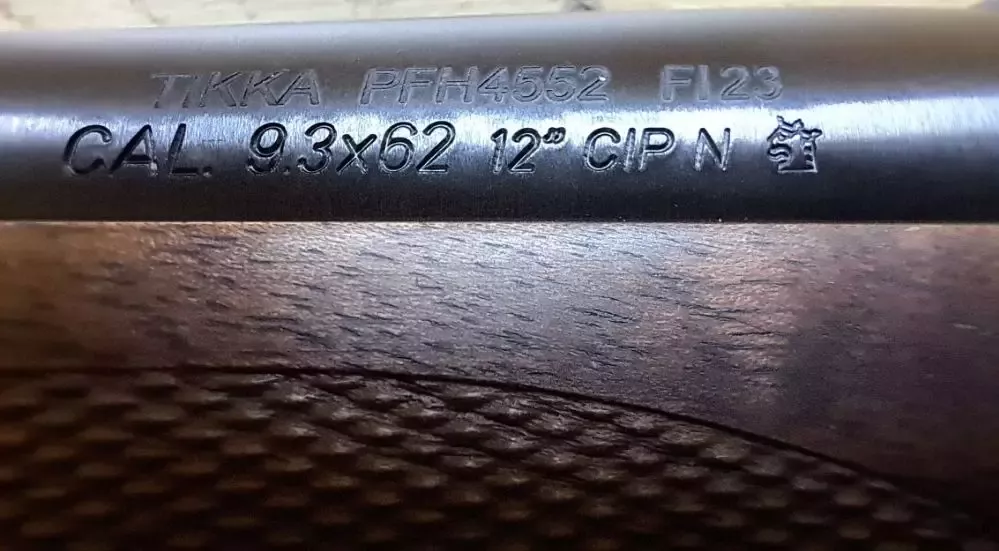 TIKKA PFH4552 FI23
CAL. 9.3x62 12" CIP N